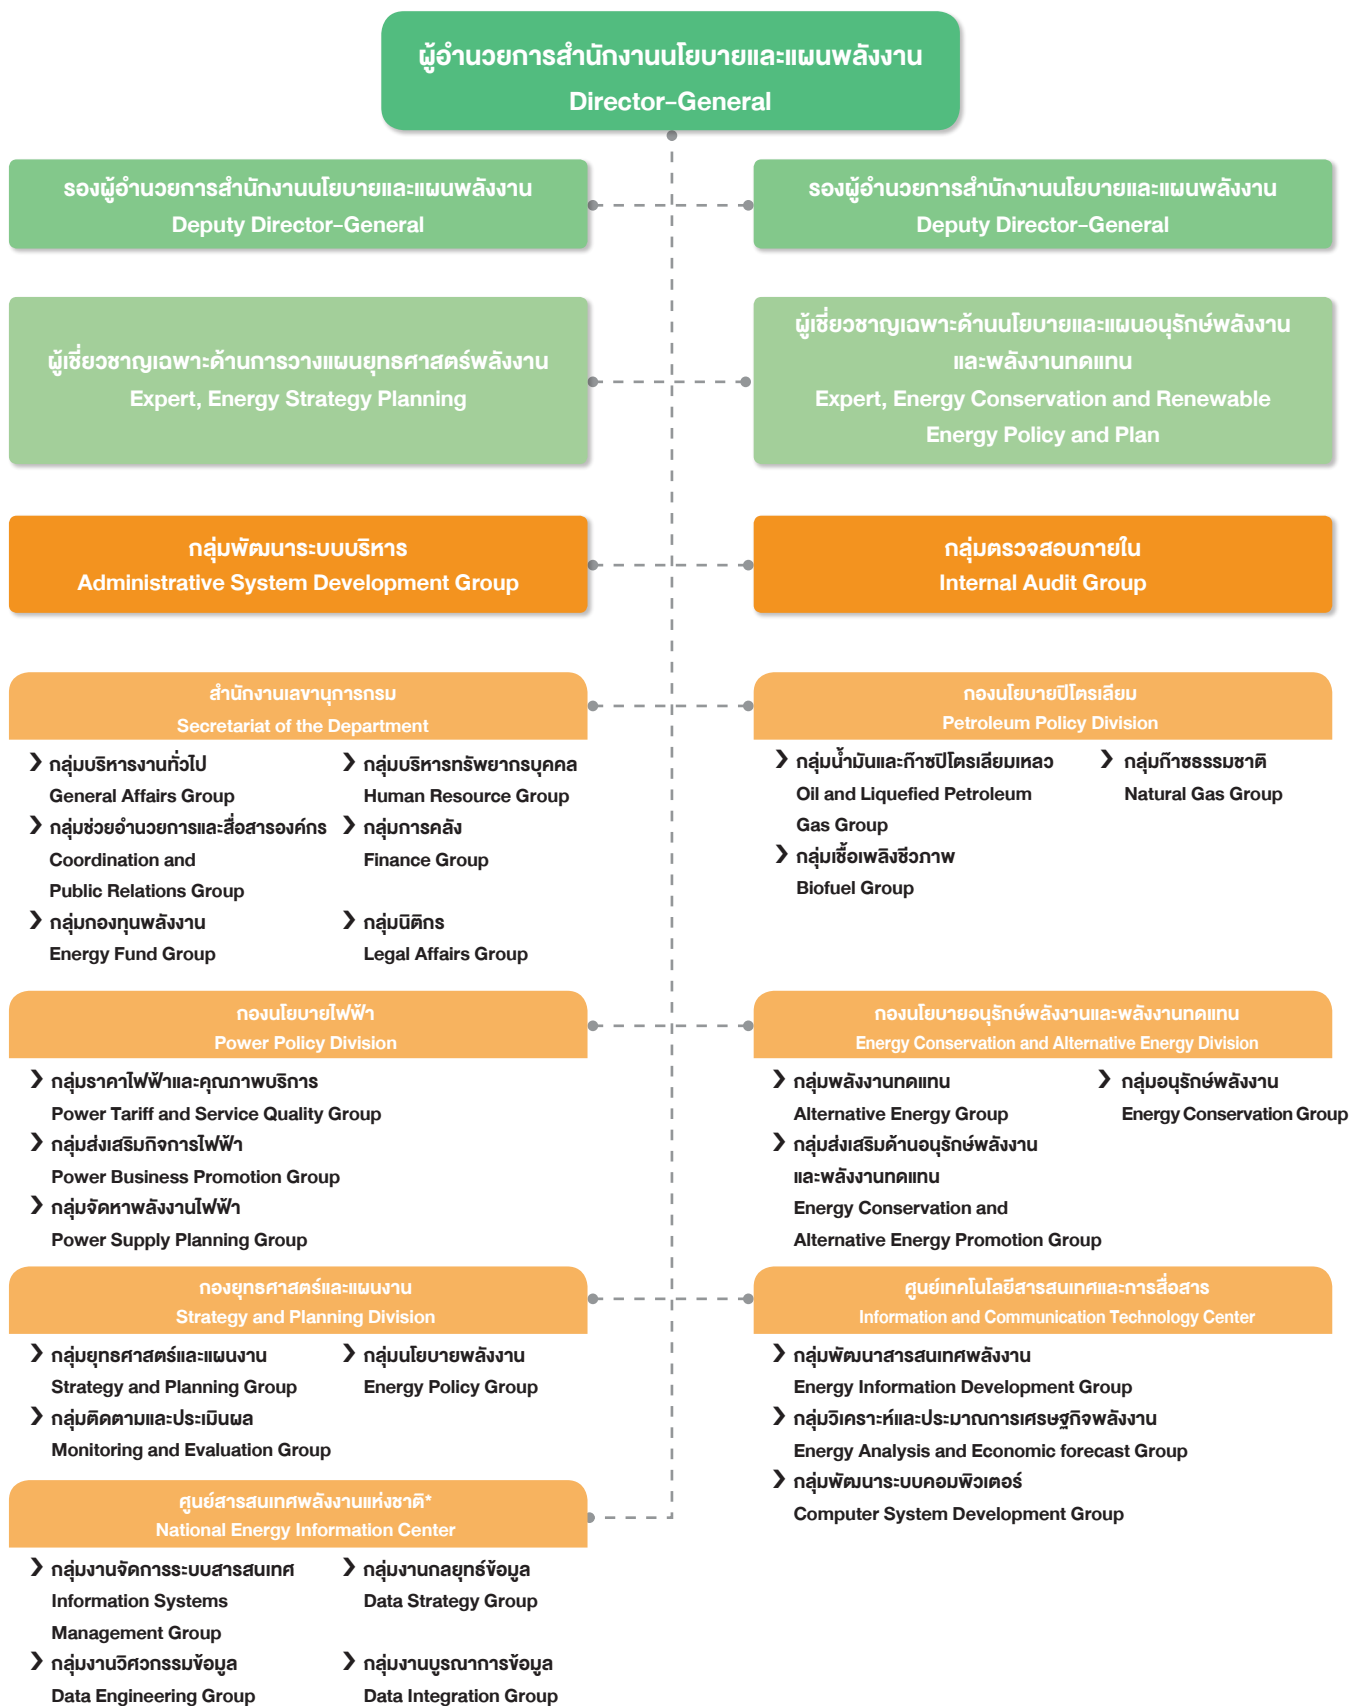 ผู้อำนวยการสำนักงานนโยบายและแผนพลังงาน
Director-General
รองผู้อำนวยการสำนักงานนโยบายและแผนพลังงาน
Deputy Director-General
รองผู้อำนวยการสำนักงานนโยบายและแผนพลังงาน
Deputy Director-General
ผู้เชี่ยวชาญเฉพาะด้านการวางแผนยุทธศาสตร์พลังงาน
Expert, Energy Strategy Planning
ผู้เชี่ยวชาญเฉพาะด้านนโยบายและแผนอนุรักษ์พลังงาน
และพลังงานทดแทน
Expert, Energy Conservation and Renewable
Energy Policy and Plan
กลุ่มพัฒนาระบบบริหาร
Administrative System Development Group
กลุ่มตรวจสอบภายใน
Internal Audit Group
สำนักงานเลขานุการกรม
Secretariat of the Department
❯ กลุ่มบริหารงานทั่วไป
General Affairs Group
❯ กลุ่มช่วยอำนวยการและสื่อสารองค์กร
Coordination and
Public Relations Group
❯ กลุ่มกองทุนพลังงาน
Energy Fund Group
❯ กลุ่มบริหารทรัพยากรบุคคล
Human Resource Group
❯ กลุ่มการคลัง
Finance Group
❯ กลุ่มนิติกร
Legal Affairs Group
กองนโยบายปิโตรเลียม
Petroleum Policy Division
❯ กลุ่มน้ำมันและก๊าซปิโตรเลียมเหลว
Oil and Liquefied Petroleum
Gas Group
❯ กลุ่มเชื้อเพลิงชีวภาพ
Biofuel Group
❯ กลุ่มก๊าซธรรมชาติ
Natural Gas Group
กองนโยบายไฟฟ้า
Power Policy Division
❯ กลุ่มราคาไฟฟ้าและคุณภาพบริการ
Power Tariff and Service Quality Group
❯ กลุ่มส่งเสริมกิจการไฟฟ้า
Power Business Promotion Group
❯ กลุ่มจัดหาพลังงานไฟฟ้า
Power Supply Planning Group
กองนโยบายอนุรักษ์พลังงานและพลังงานทดแทน
Energy Conservation and Alternative Energy Division
❯ กลุ่มพลังงานทดแทน
Alternative Energy Group
❯ กลุ่มส่งเสริมด้านอนุรักษ์พลังงาน
และพลังงานทดแทน
Energy Conservation and
Alternative Energy Promotion Group
❯ กลุ่มอนุรักษ์พลังงาน
Energy Conservation Group
กองยุทธศาสตร์และแผนงาน
Strategy and Planning Division
❯ กลุ่มยุทธศาสตร์และแผนงาน
Strategy and Planning Group
❯ กลุ่มติดตามและประเมินผล
Monitoring and Evaluation Group
❯ กลุ่มนโยบายพลังงาน
Energy Policy Group
ศูนย์เทคโนโลยีสารสนเทศและการสื่อสาร
Information and Communication Technology Center
❯ กลุ่มพัฒนาสารสนเทศพลังงาน
Energy Information Development Group
❯ กลุ่มวิเคราะห์และประมาณการเศรษฐกิจพลังงาน
Energy Analysis and Economic forecast Group
❯ กลุ่มพัฒนาระบบคอมพิวเตอร์
Computer System Development Group
ศูนย์สารสนเทศพลังงานแห่งชาติ*
National Energy Information Center
❯ กลุ่มงานจัดการระบบสารสนเทศ
Information Systems
Management Group
❯ กลุ่มงานวิศวกรรมข้อมูล
Data Engineering Group
❯ กลุ่มงานกลยุทธ์ข้อมูล
Data Strategy Group
❯ กลุ่มงานบูรณาการข้อมูล
Data Integration Group